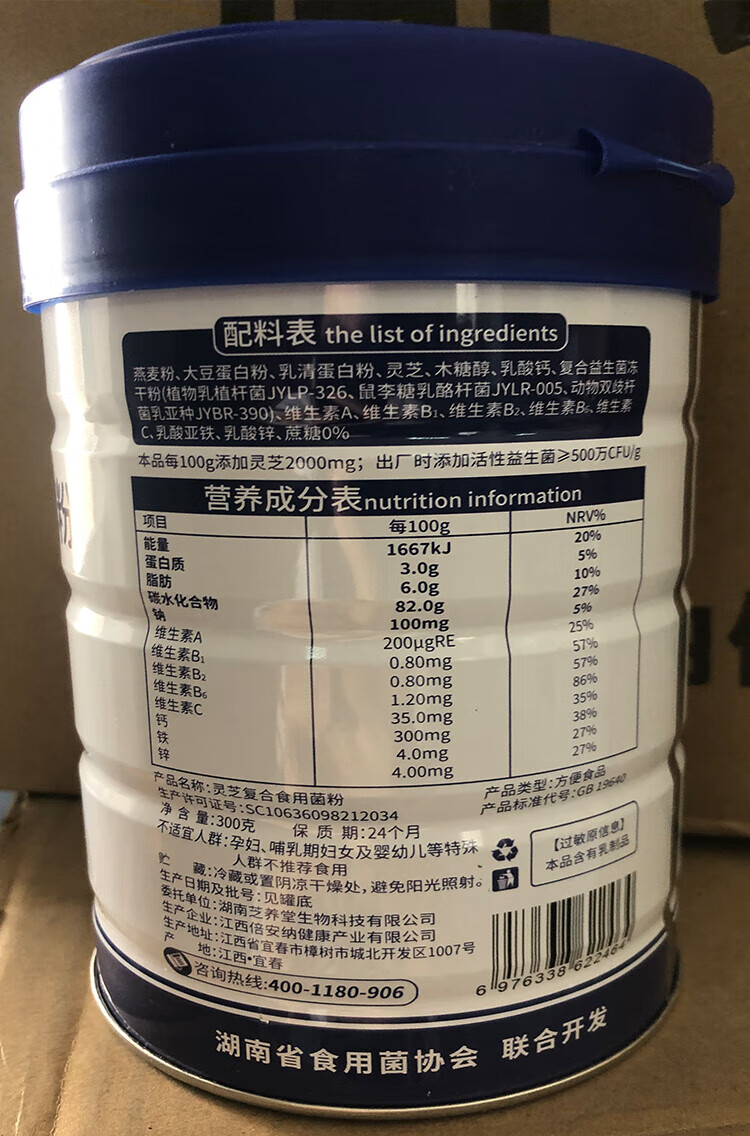 配料表 the list of ingredients
燕麦粉、大豆蛋白粉、乳清蛋白粉、灵芝、木糖醇、乳酸钙、复合益生菌冻
干粉(植物乳植杆菌JYLP-326、鼠李糖乳酪杆菌JYLR-005、动物双歧杆
菌乳亚种JYBR-390)、维生素A、维生素B₁、维生素B₂、维生素B₆、维生素
C、乳酸亚铁、乳酸锌、蔗糖0%
本品每100g添加灵芝2000mg；出厂时添加活性益生菌≥500万CFU/g
粉
营养成分表nutrition information
项目 每100g NRV%
能量 1667kJ 20%
蛋白质 3.0g 5%
脂肪 6.0g 10%
碳水化合物 82.0g 27%
钠 100mg 5%
维生素A 200μgRE 25%
维生素B₁ 0.80mg 57%
维生素B₂ 0.80mg 57%
维生素B₆ 1.20mg 86%
维生素C 35.0mg 35%
钙 300mg 38%
铁 4.0mg 27%
锌 4.00mg 27%
产品名称:灵芝复合食用菌粉 产品类型:方便食品
生产许可证号:SC10636098212034 产品标准代号:GB 19640
净含量:300克 保质期:24个月
不适宜人群:孕妇、哺乳期妇女及婴幼儿等特殊
人群不推荐食用
【过敏原信息】
本品含有乳制品
贮藏:冷藏或置阴凉干燥处,避免阳光照射。
生产日期及批号:见罐底
委托单位:湖南芝养堂生物科技有限公司
生产企业:江西倍安纳健康产业有限公司
生产地址:江西省宜春市樟树市城北开发区1007号
产地:江西•宜春
咨询热线:400-1180-906
6 976338 622464
湖南省食用菌协会 联合开发